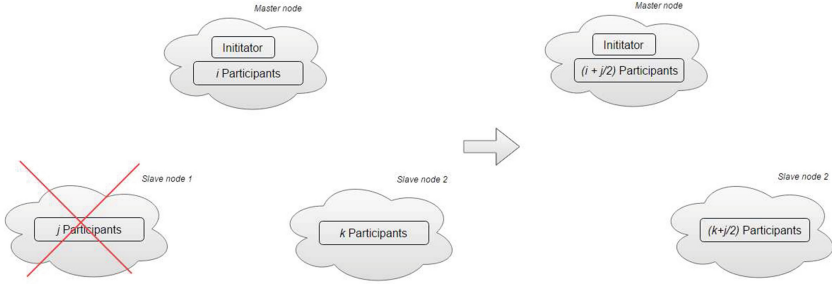 Master node
Inititator
i Participants
Slave node 1
j Participants
Slave node 2
k Participants
Master node
Inititator
(i + j/2) Participants
Slave node 2
(k+j/2) Participants